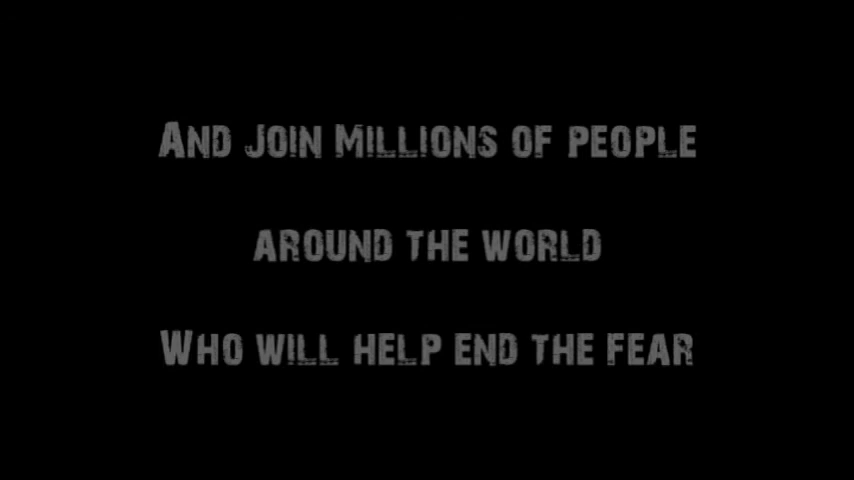 And Join Millions of people
around the world
Who will help end the fear